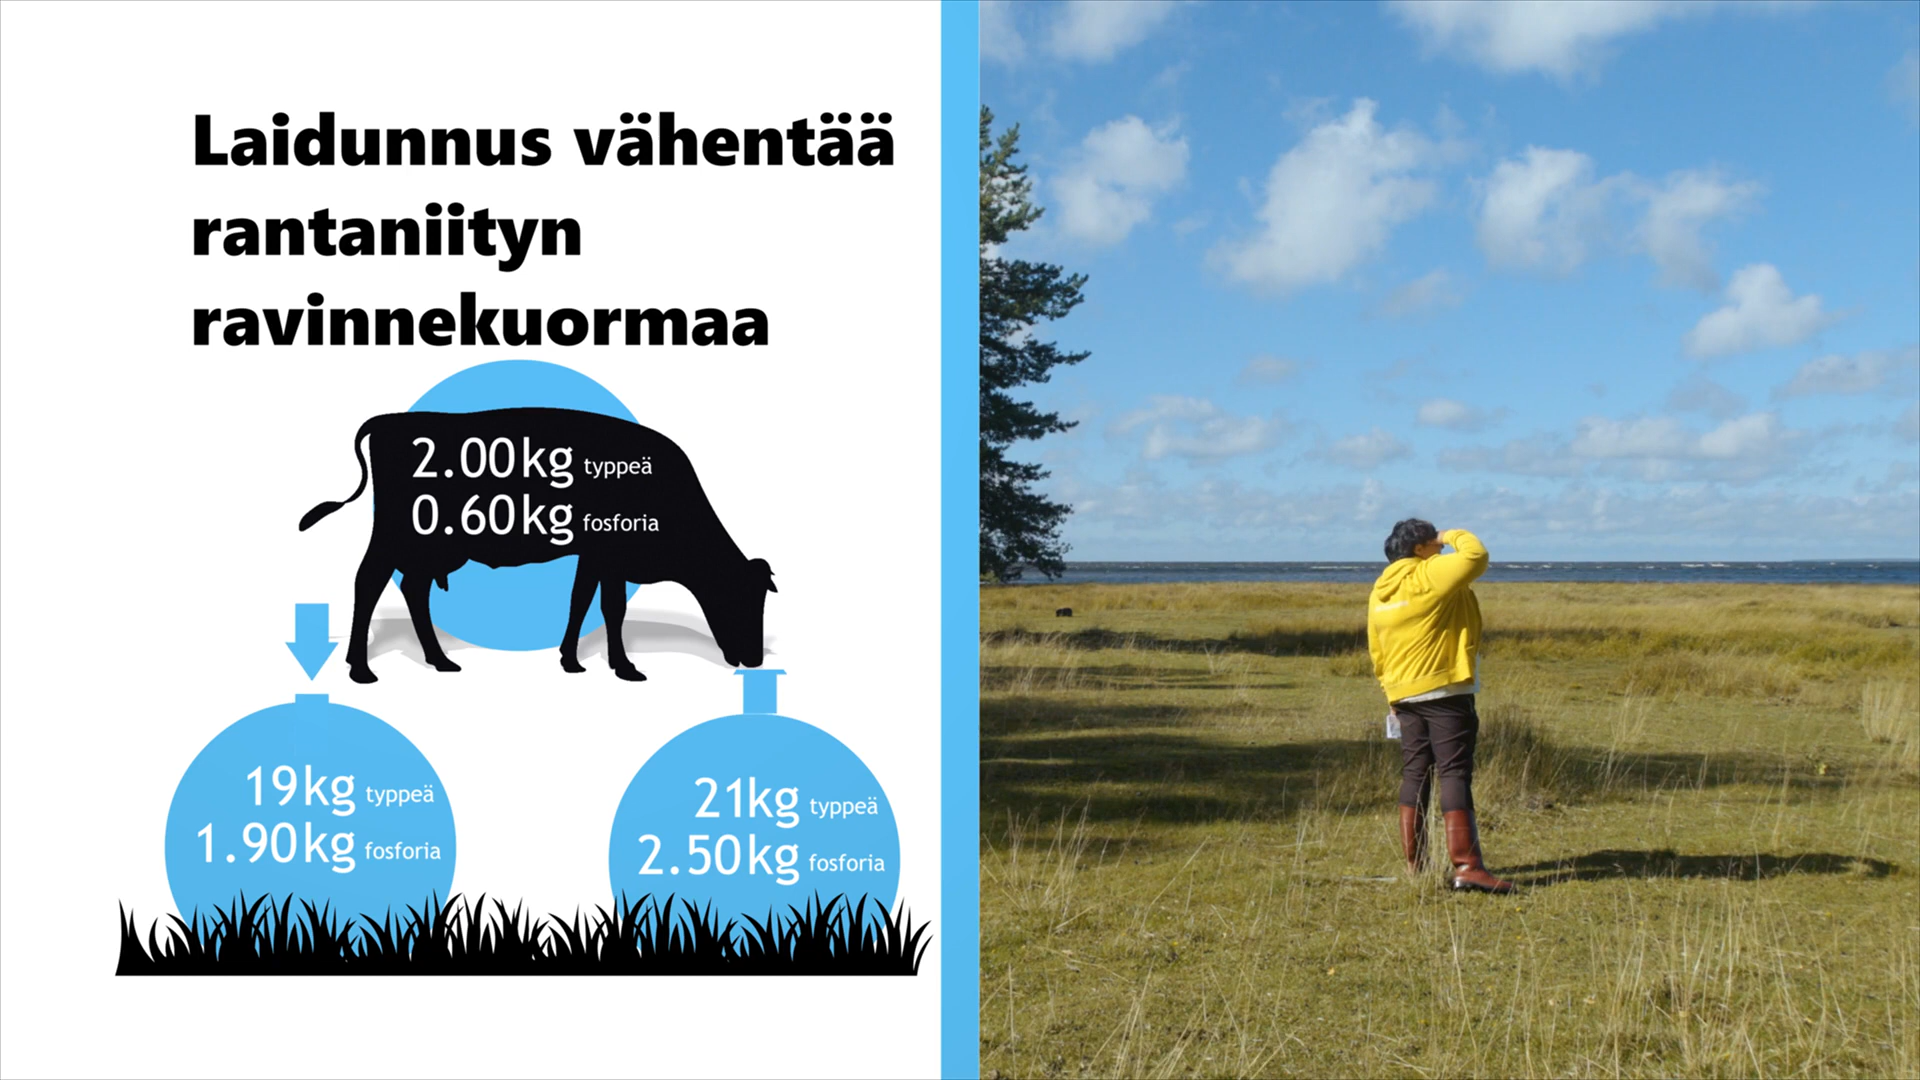 Laidunnus vähentää
rantaniityn
ravinnekuormaa
2.00kg typpeä
0.60kg fosforia
19kg typpeä
1.90kg fosforia
21kg typpeä
2.50kg fosforia